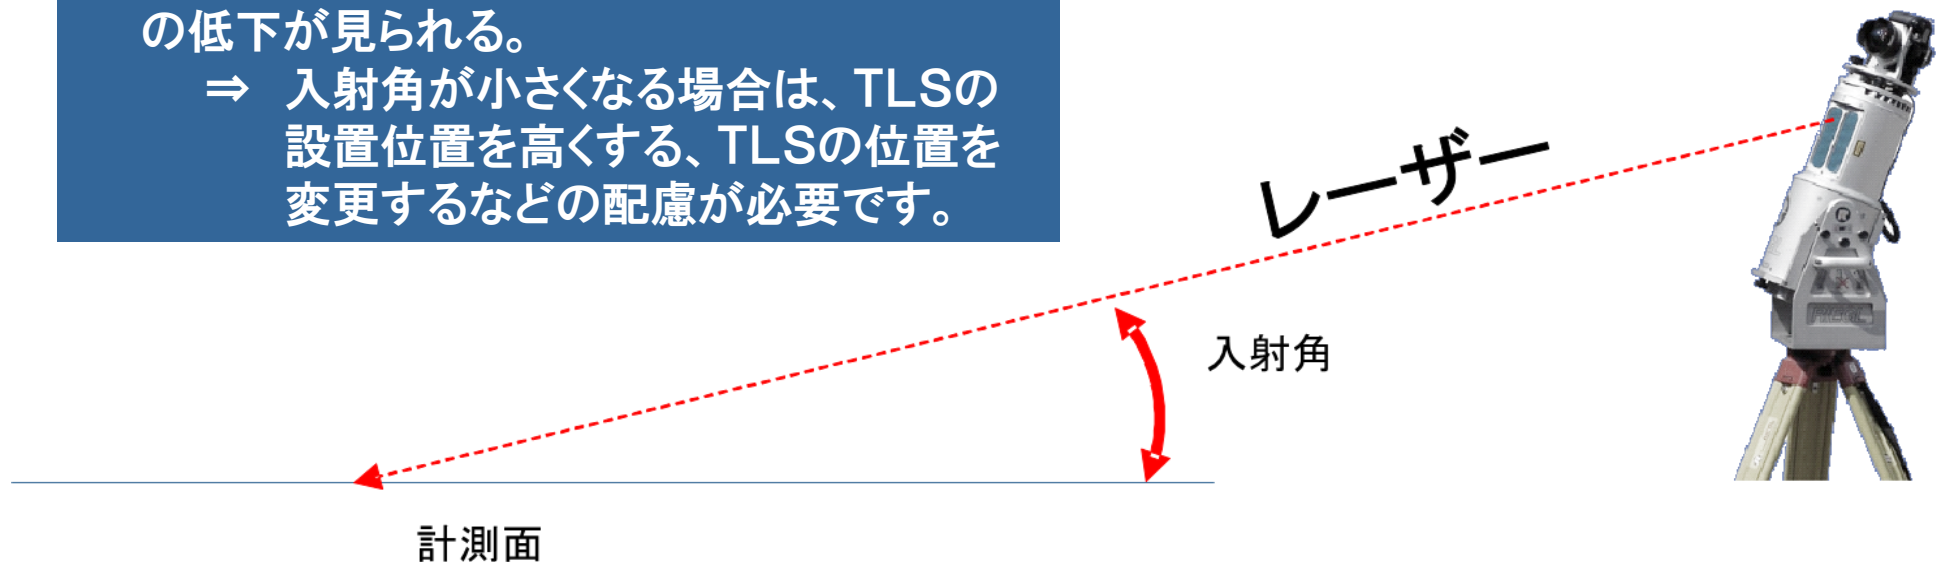 の低下が見られる。
⇒ 入射角が小さくなる場合は、TLSの
設置位置を高くする、TLSの位置を
変更するなどの配慮が必要です。
レーザー
入射角
計測面